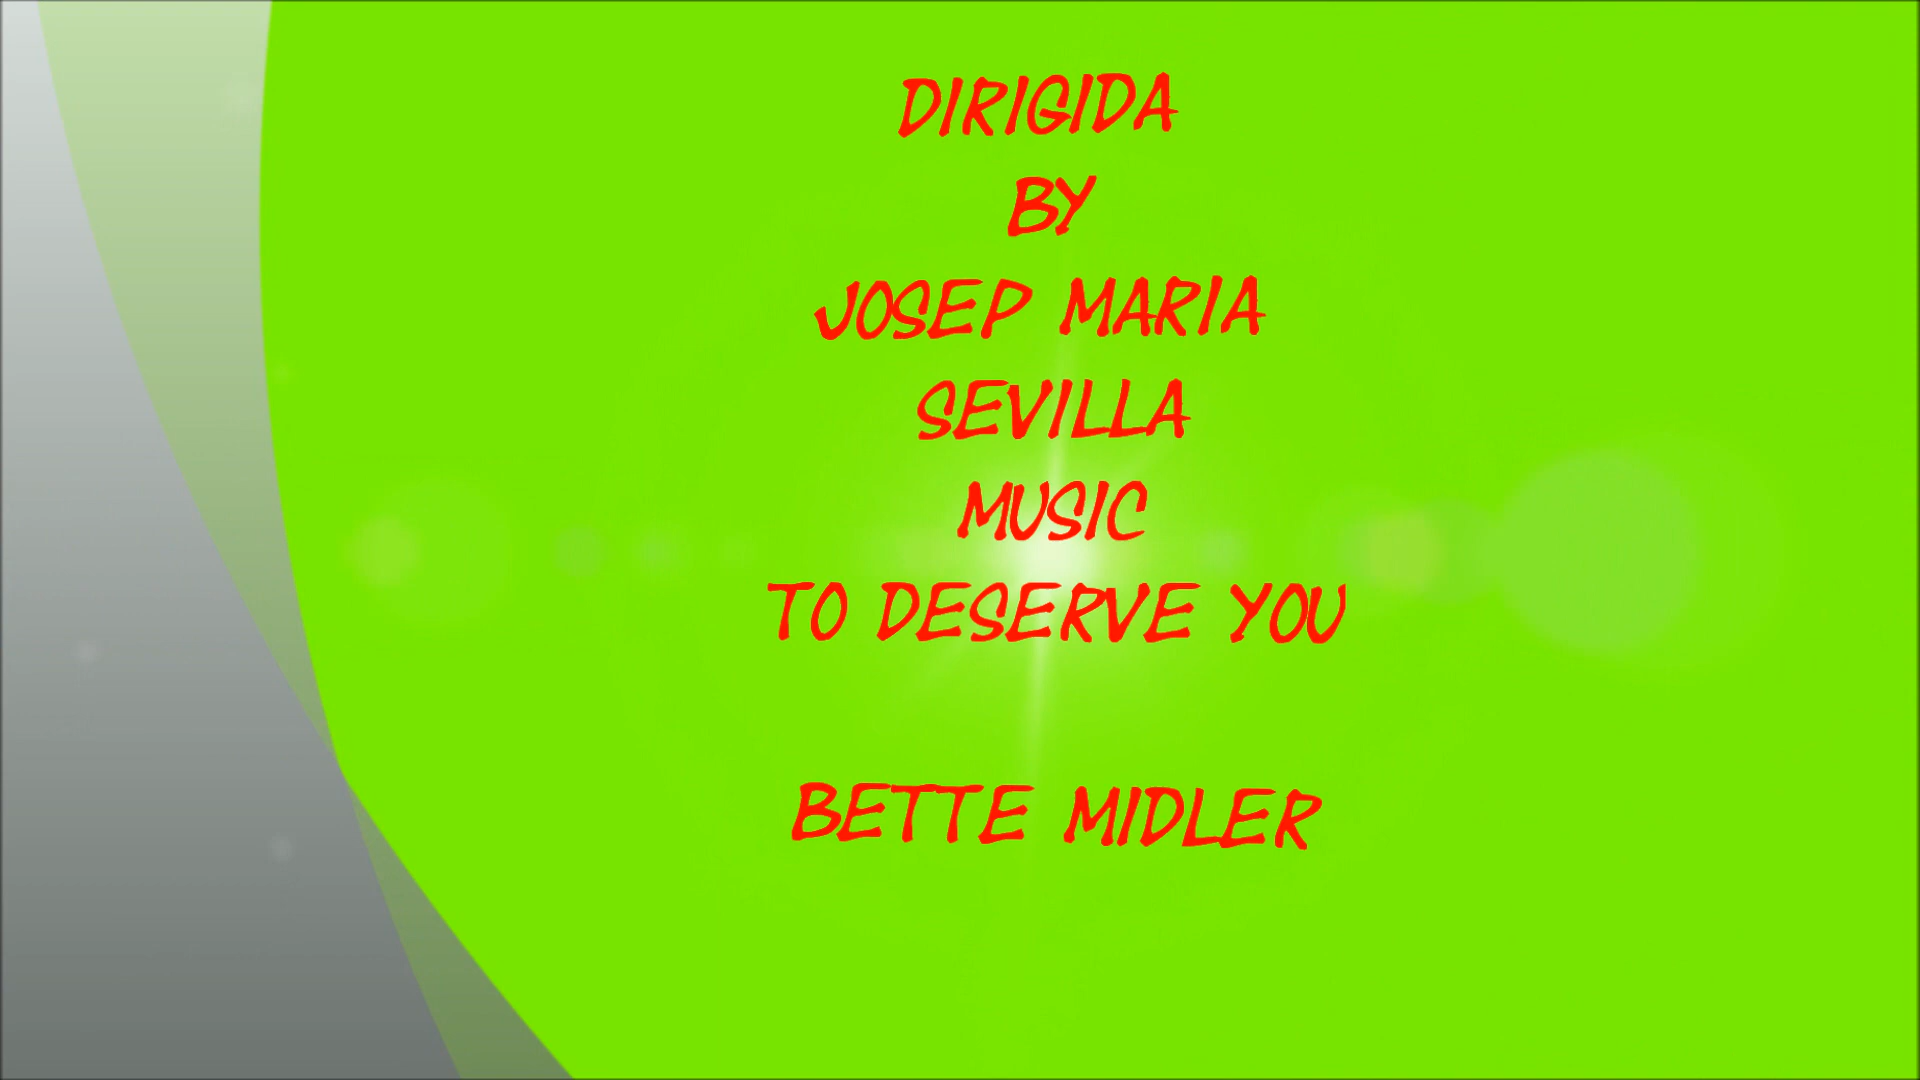 DIRIGIDA
BY
JOSEP MARIA
SEVILLA
MUSIC
TO DESERVE YOU
BETTE MIDLER